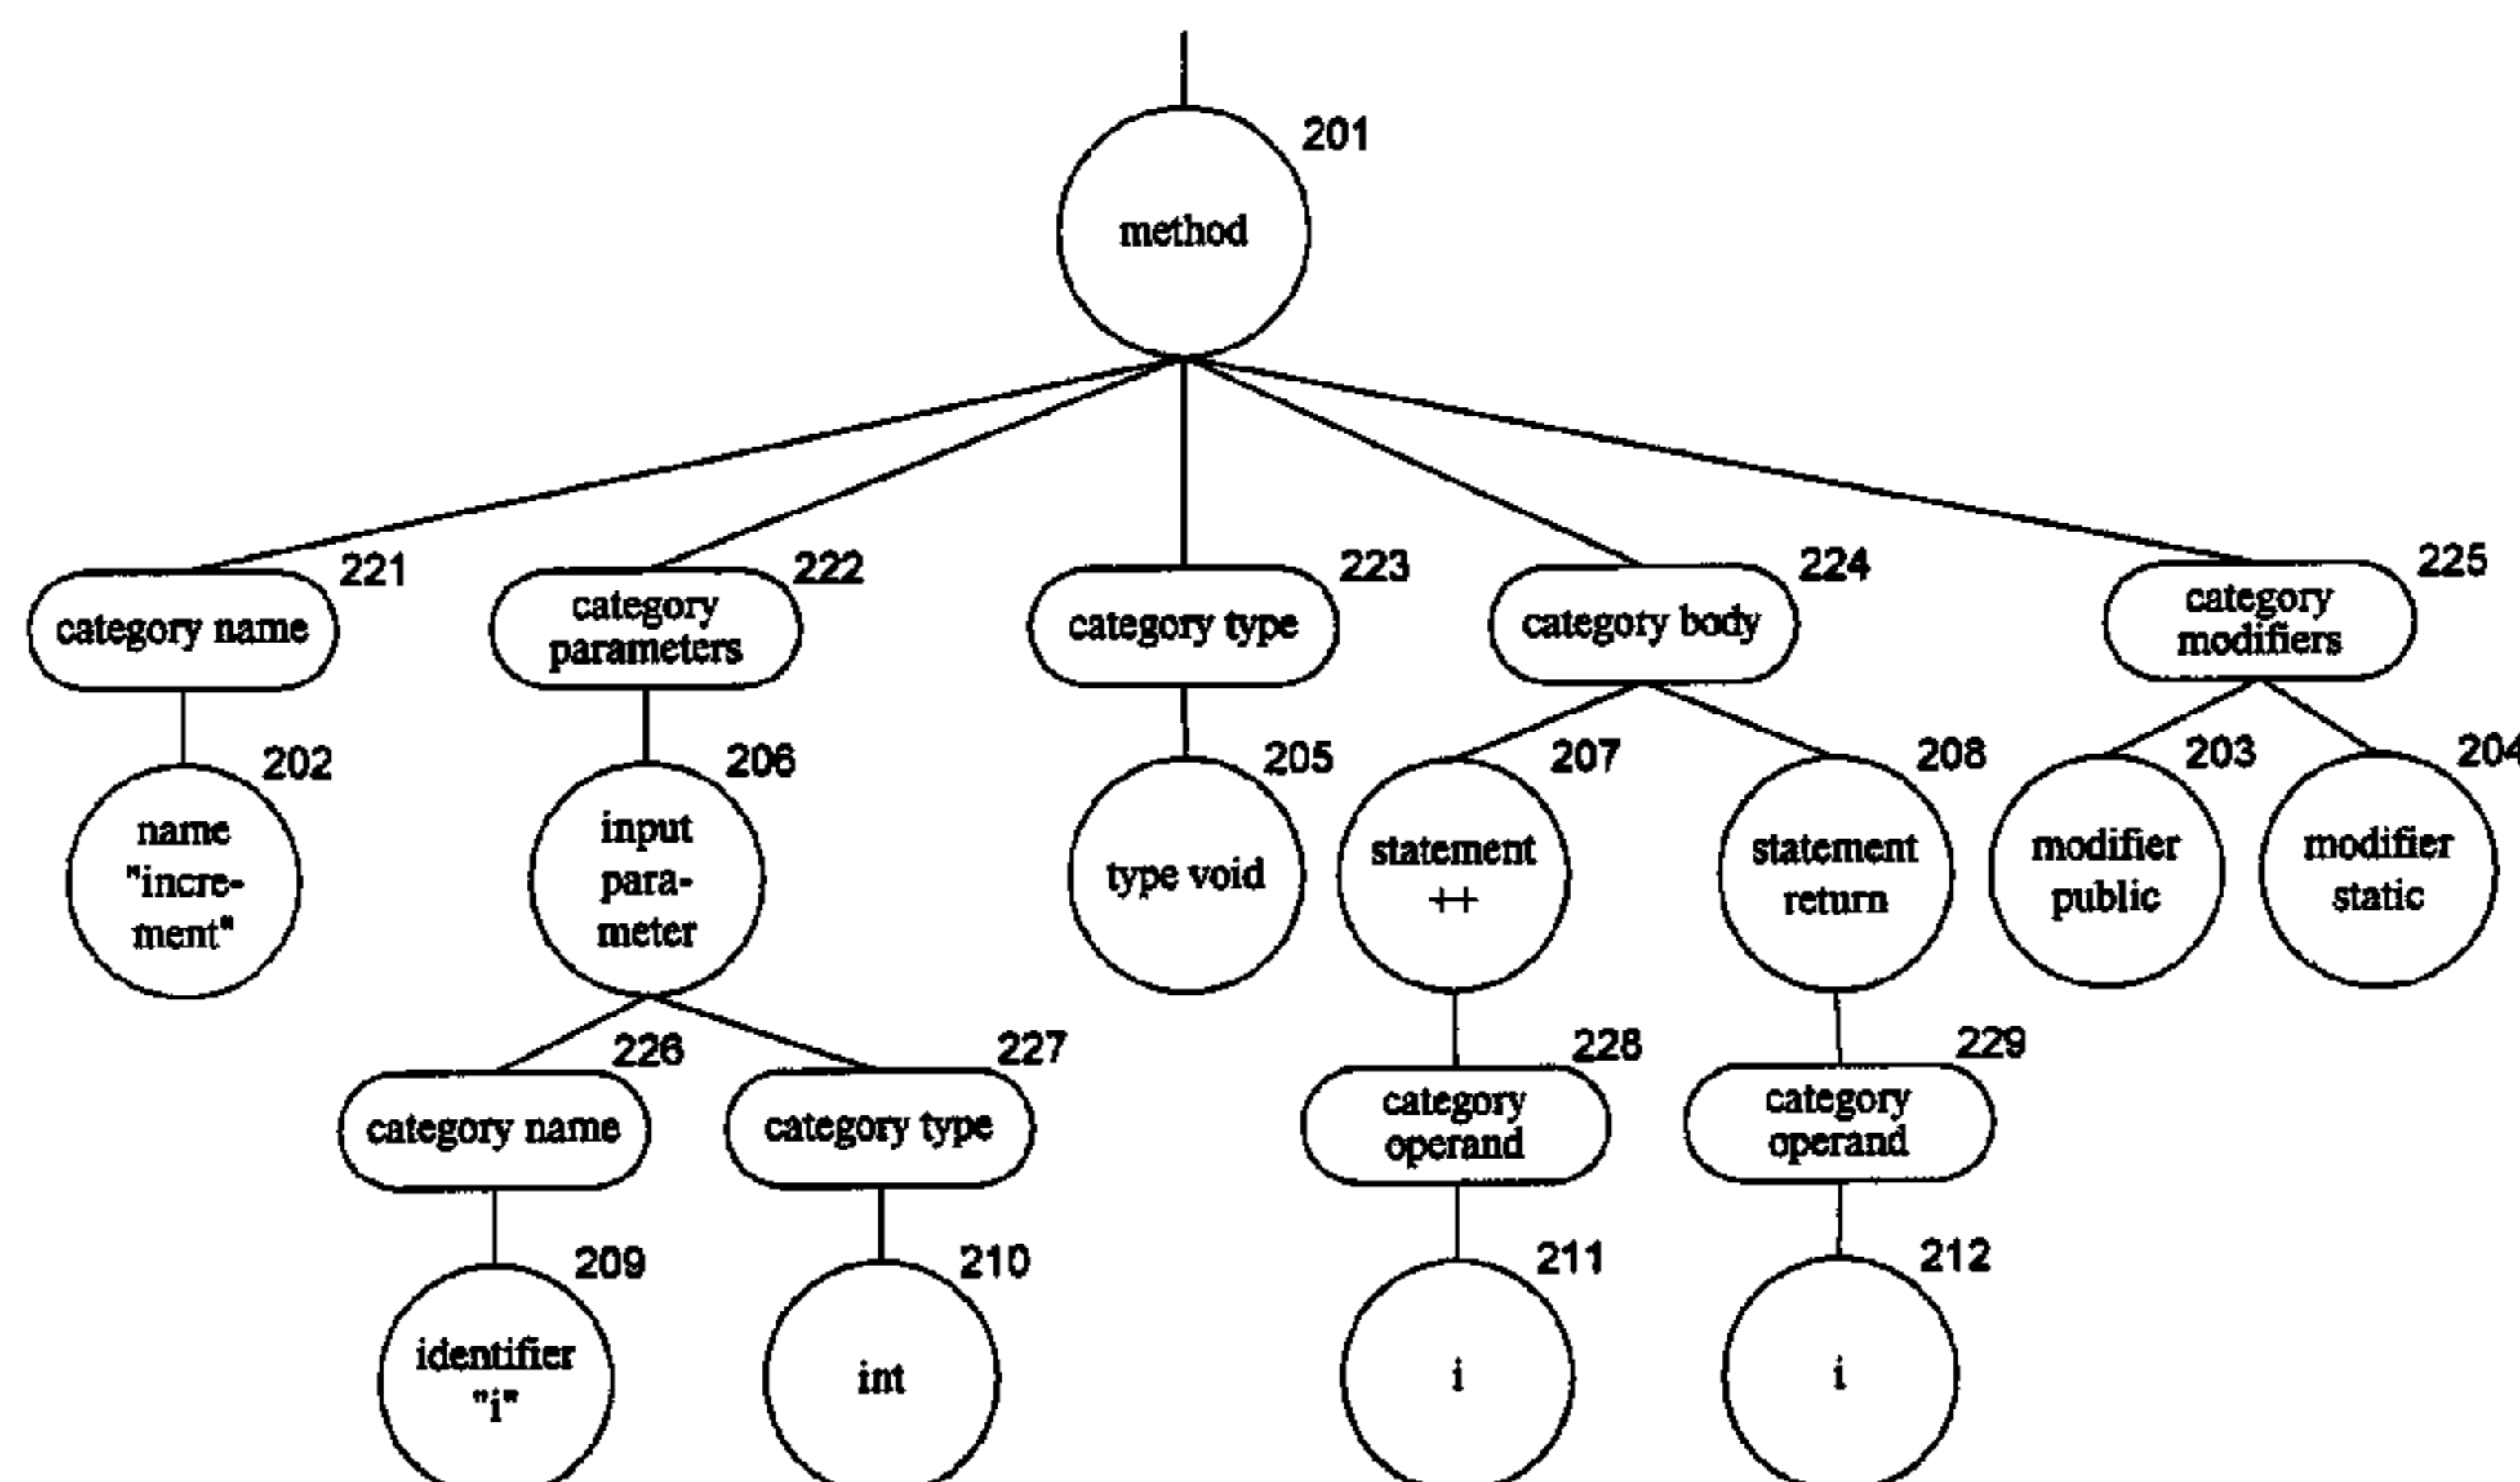 201
method
221
222
223
224
225
category name
category
parameters
category type
category body
category
modifiers
202
206
205
207
208
203
204
name
"incre-
ment"
input
para-
meter
type void
statement
++
statement
return
modifier
public
modifier
static
226
227
228
229
category name
category type
category
operand
category
operand
209
210
211
212
identifier
"i"
int
i
i